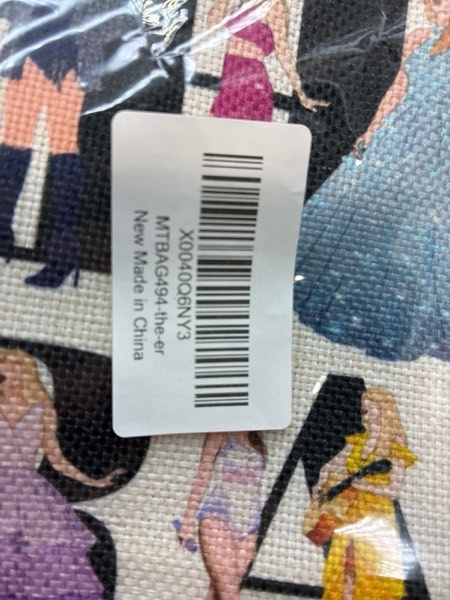 X0040Q6NY3
MTBAG494-the-er
New Made in China